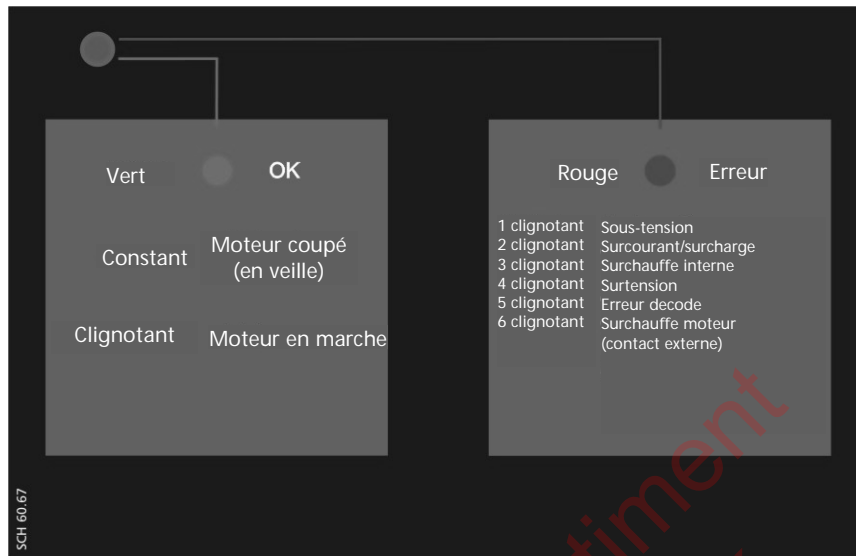 Vert OK
Constant Moteur coupé
(en veille)
Clignotant Moteur en marche
Rouge Erreur
1 clignotant Sous-tension
2 clignotant Surcourant/surcharge
3 clignotant Surchauffe interne
4 clignotant Surtension
5 clignotant Erreur decode
6 clignotant Surchauffe moteur
(contact externe)
SCH 60.67
timent